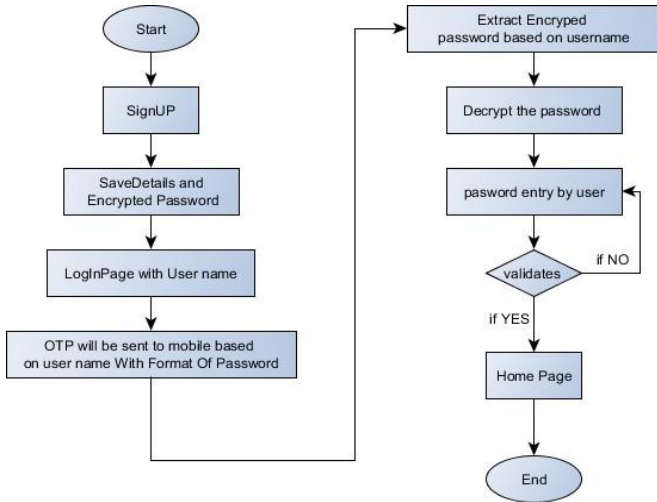 Start
SignUP
SaveDetails and
Encrypted Password
LogInPage with User name
OTP will be sent to mobile based
on user name With Format Of Password
Extract Encryped
password based on username
Decrypt the password
pasword entry by user
validates
if NO
if YES
Home Page
End